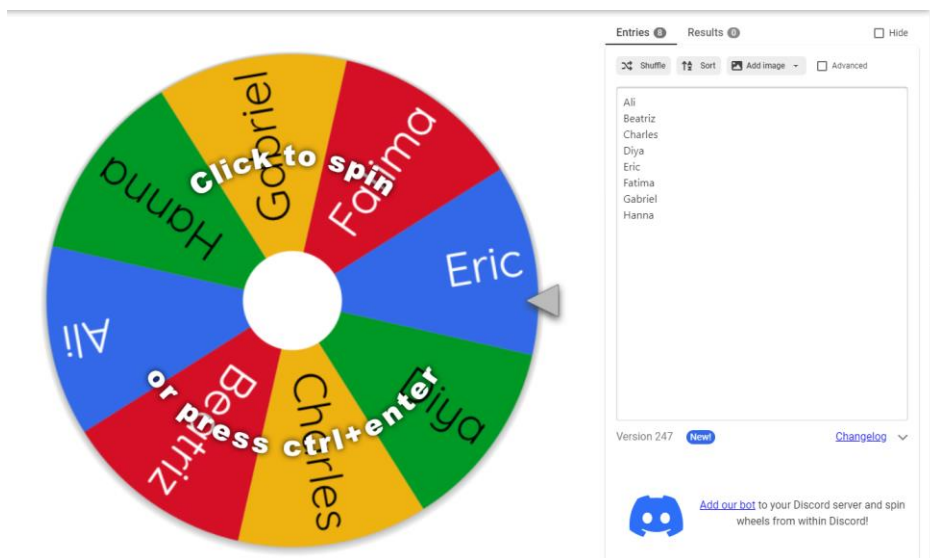 Entries 8 Results 0 Hide
Shuffle Sort Add image Advanced
Ali
Beatriz
Charles
Diya
Eric
Fatima
Gabriel
Hanna
Version 247 New! Changelog
Add our bot to your Discord server and spin
wheels from within Discord!
Click to spin
or press ctrl+enter
Gabriel
Fatima
Eric
Diya
Charles
Beatriz
Ali
Hanna